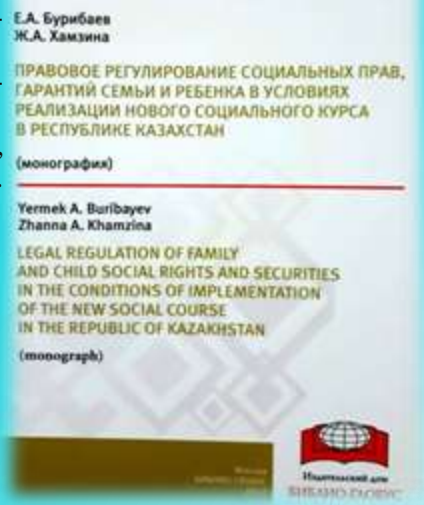 Е.А. Бурибаев
Ж.А. Хамзина
ПРАВОВОЕ РЕГУЛИРОВАНИЕ СОЦИАЛЬНЫХ ПРАВ,
ГАРАНТИЙ СЕМЬИ И РЕБЕНКА В УСЛОВИЯХ
РЕАЛИЗАЦИИ НОВОГО СОЦИАЛЬНОГО КУРСА
В РЕСПУБЛИКЕ КАЗАХСТАН
(монография)
Yermek A. Buribayev
Zhanna A. Khamzina
LEGAL REGULATION OF FAMILY
AND CHILD SOCIAL RIGHTS AND SECURITIES
IN THE CONDITIONS OF IMPLEMENTATION
OF THE NEW SOCIAL COURSE
IN THE REPUBLIC OF KAZAKHSTAN
(monograph)
Издательский дом
БИБЛИО-ГЛОБУС